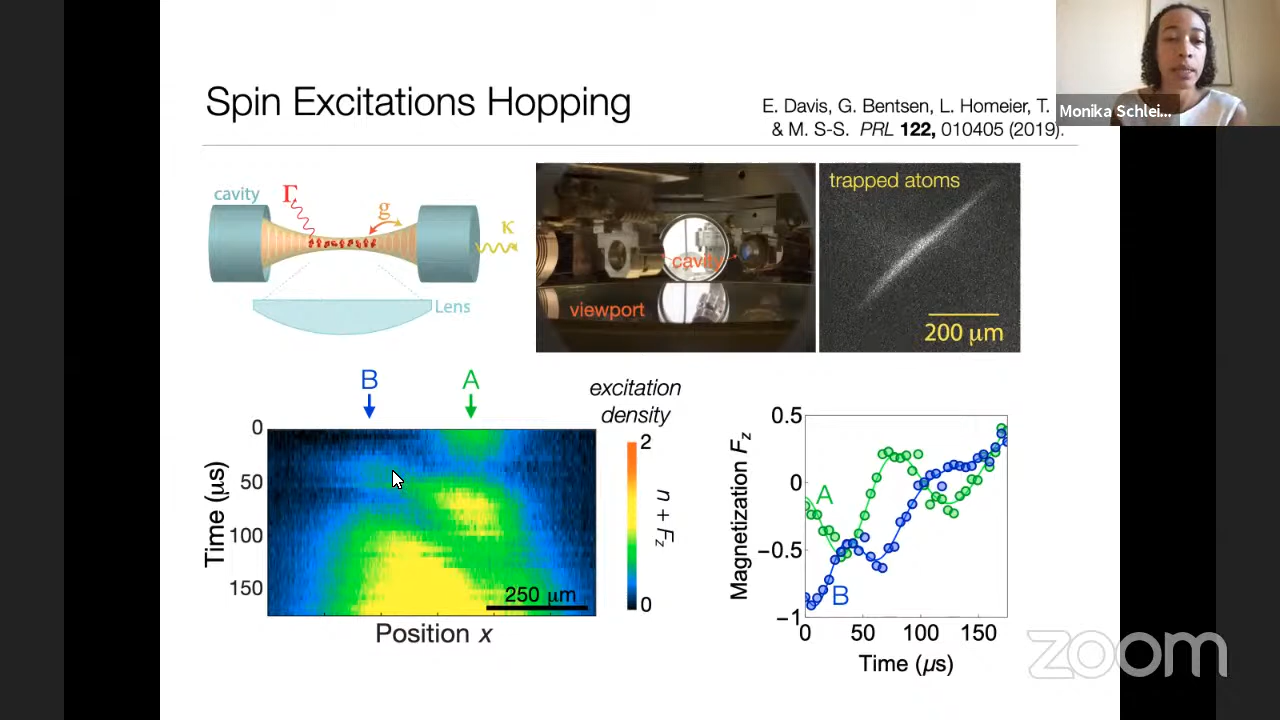 Spin Excitations Hopping
E. Davis, G. Bentsen, L. Homeier, T.
& M. S-S. PRL 122, 010405 (2019).
Monika Schlei...
cavity
Γ
g
κ
Lens
cavity
viewport
trapped atoms
200 μm
B
A
excitation
density
0
50
100
150
Time (μs)
250 μm
Position x
2
0
n + Fz
0.5
0
−0.5
−1
Magnetization Fz
A
B
0 50 100 150
Time (μs)
zoom